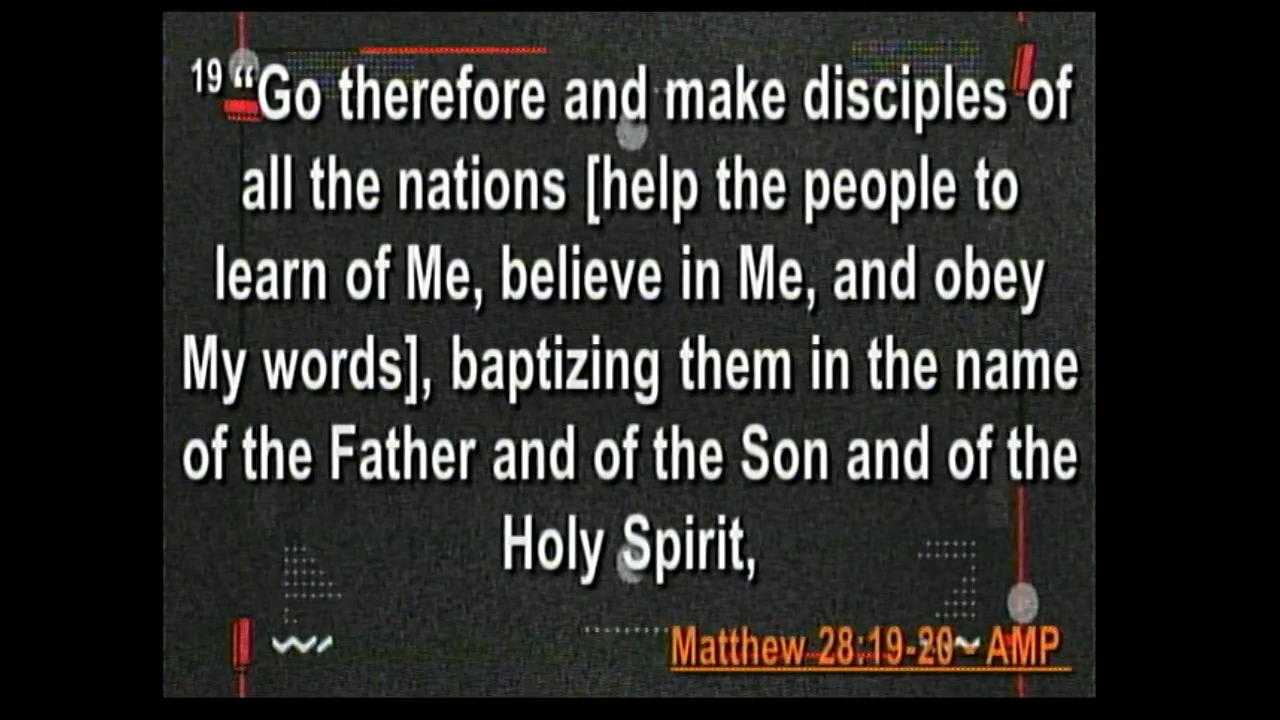 19 “Go therefore and make disciples of
all the nations [help the people to
learn of Me, believe in Me, and obey
My words], baptizing them in the name
of the Father and of the Son and of the
Holy Spirit,
Matthew 28:19-20~ AMP